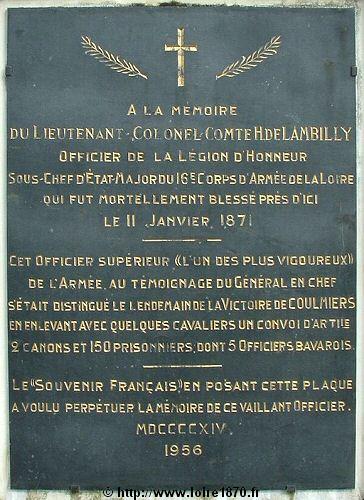 A LA MÉMOIRE
DU LIEUTENANT-COLONEL-COMTE H. DE LAMBILLY
OFFICIER DE LA LÉGION D'HONNEUR
SOUS-CHEF D'ÉTAT-MAJOR DU 16E CORPS D'ARMÉE DE LA LOIRE
QUI FUT MORTELLEMENT BLESSÉ PRÈS D'ICI
LE 11 JANVIER 1871
CET OFFICIER SUPÉRIEUR («L'UN DES PLUS VIGOUREUX»
DE L'ARMÉE, AU TÉMOIGNAGE DU GÉNÉRAL EN CHEF
S'ÉTAIT DISTINGUÉ LE LENDEMAIN DE LA VICTOIRE DE COULMIERS
EN ENLEVANT AVEC QUELQUES CAVALIERS UN CONVOI D'ARTIE
2 CANONS ET 150 PRISONNIERS, DONT 5 OFFICIERS BAVAROIS.
LE "SOUVENIR FRANÇAIS" EN POSANT CETTE PLAQUE
A VOULU PERPÉTUER LA MÉMOIRE DE CE VAILLANT OFFICIER.
MDCCCCXIV
1956
© http://www.loire1870.fr